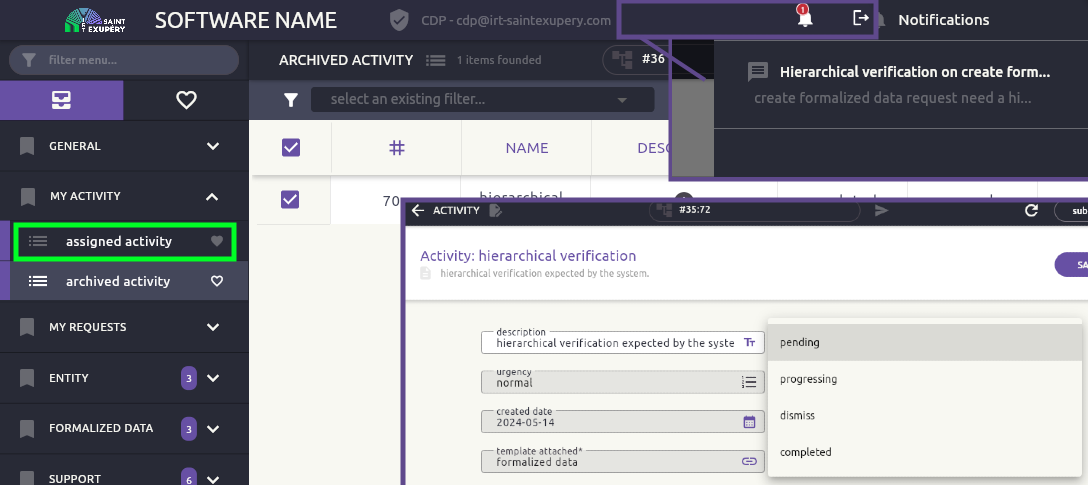 SAINT
EXUPÉRY
SOFTWARE NAME
CDP - cdp@irt-saintexupery.com
1
Notifications
filter menu...
ARCHIVED ACTIVITY
1 items founded
#36
Hierarchical verification on create form...
create formalized data request need a hi...
select an existing filter...
GENERAL
#
NAME
DESC
MY ACTIVITY
70
hierarchical
assigned activity
archived activity
ACTIVITY
#35:72
sub
Activity: hierarchical verification
hierarchical verification expected by the system.
SA
MY REQUESTS
description
hierarchical verification expected by the syste
pending
urgency
normal
progressing
ENTITY
3
created date
2024-05-14
dismiss
FORMALIZED DATA
3
template attached*
formalized data
completed
SUPPORT
6